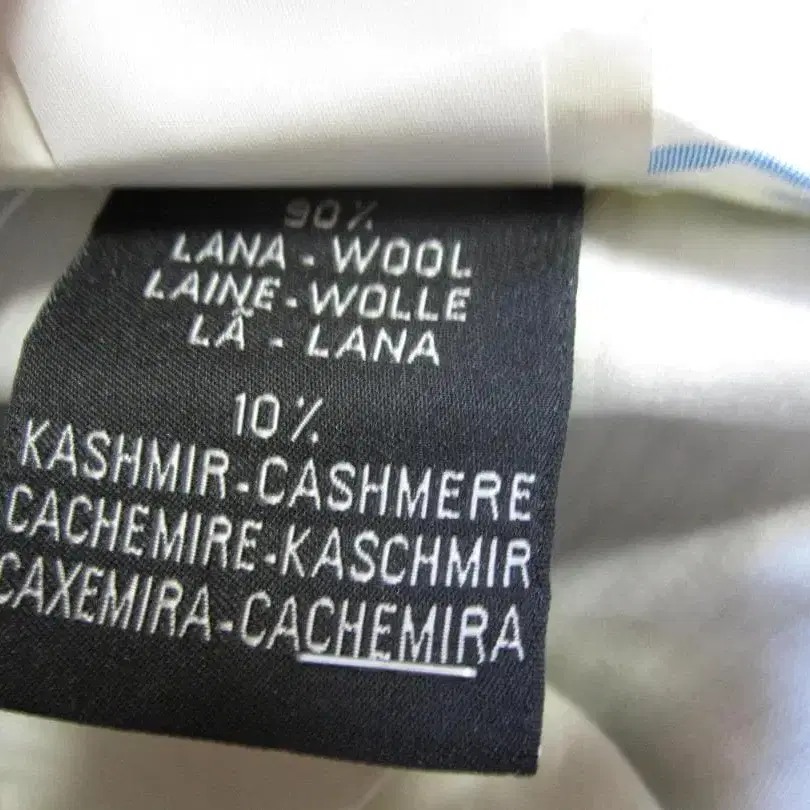 90%
LANA - WOOL
LAINE - WOLLE
LÃ - LANA
10%
KASHMIR-CASHMERE
CACHEMIRE-KASCHMIR
CAXEMIRA-CACHEMIRA